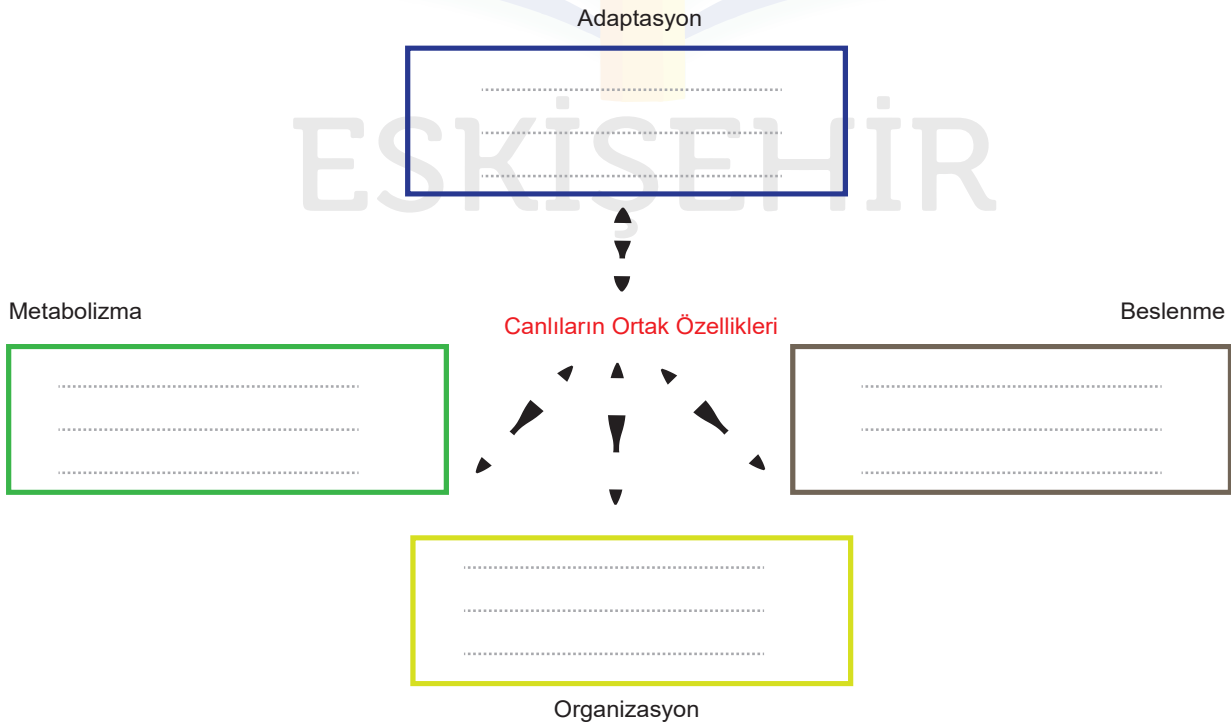 Adaptasyon
ESKİŞEHİR
Metabolizma
Beslenme
Canlıların Ortak Özellikleri
Organizasyon